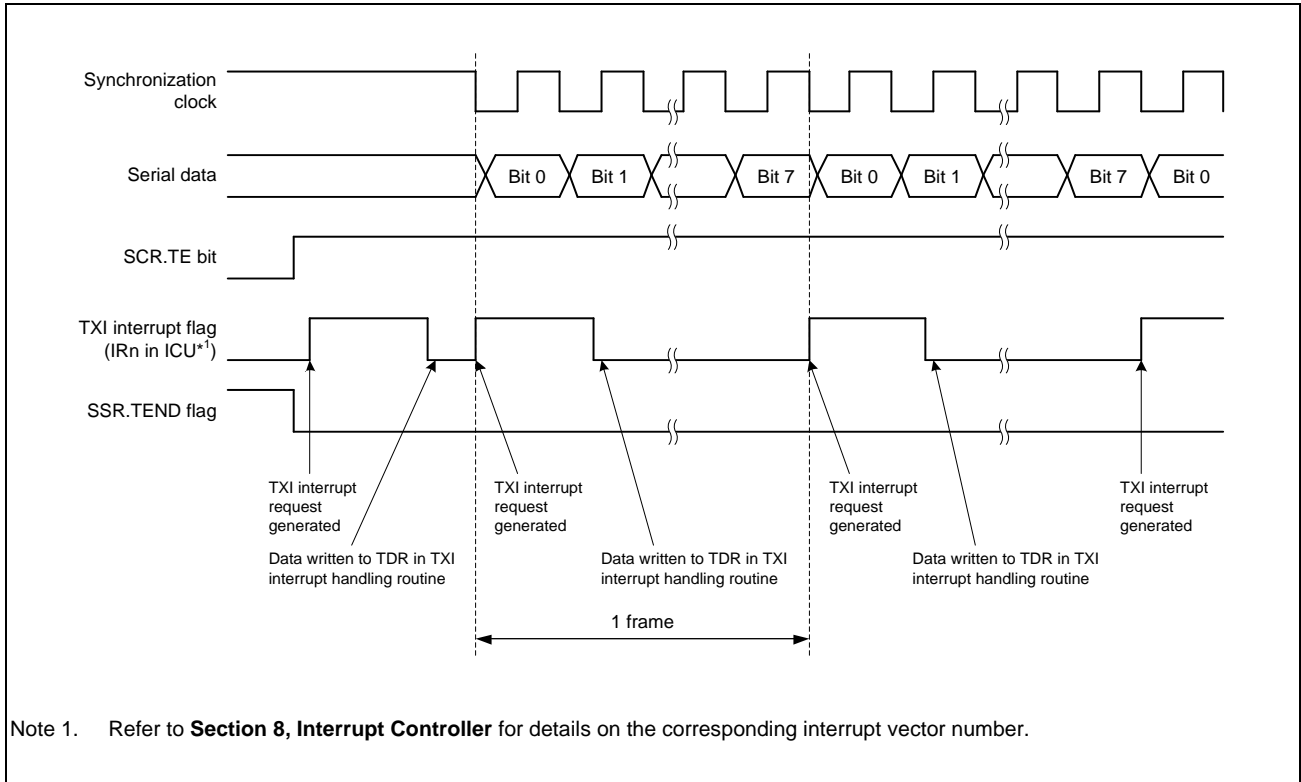 Synchronization
clock
Serial data
Bit 0
Bit 1
Bit 7
Bit 0
Bit 1
Bit 7
Bit 0
SCR.TE bit
TXI interrupt flag
(IRn in ICU*1)
SSR.TEND flag
TXI interrupt
request
generated
TXI interrupt
request
generated
TXI interrupt
request
generated
TXI interrupt
request
generated
Data written to TDR in TXI
interrupt handling routine
Data written to TDR in TXI
interrupt handling routine
Data written to TDR in TXI
interrupt handling routine
1 frame
Note 1. Refer to Section 8, Interrupt Controller for details on the corresponding interrupt vector number.